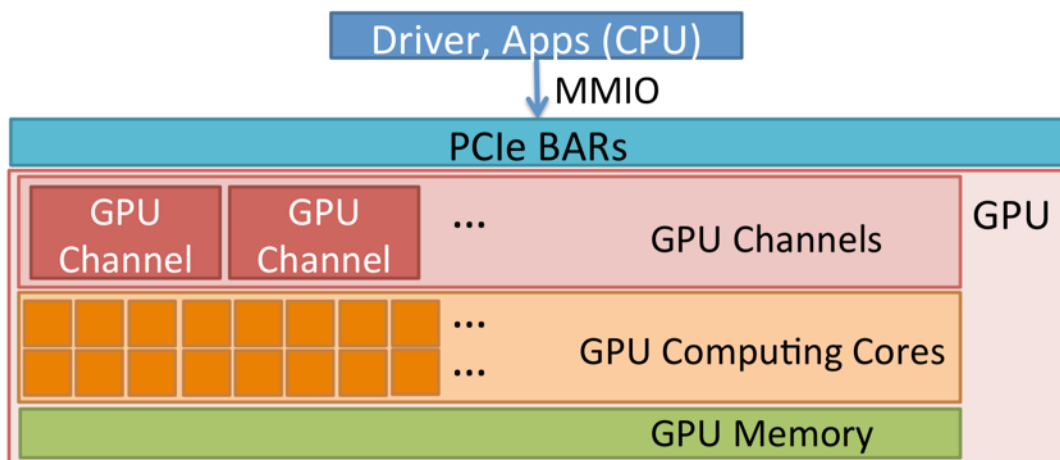 Driver, Apps (CPU)
MMIO
PCIe BARs
GPU
Channel
GPU
Channel
...
GPU Channels
GPU
...
...
GPU Computing Cores
GPU Memory